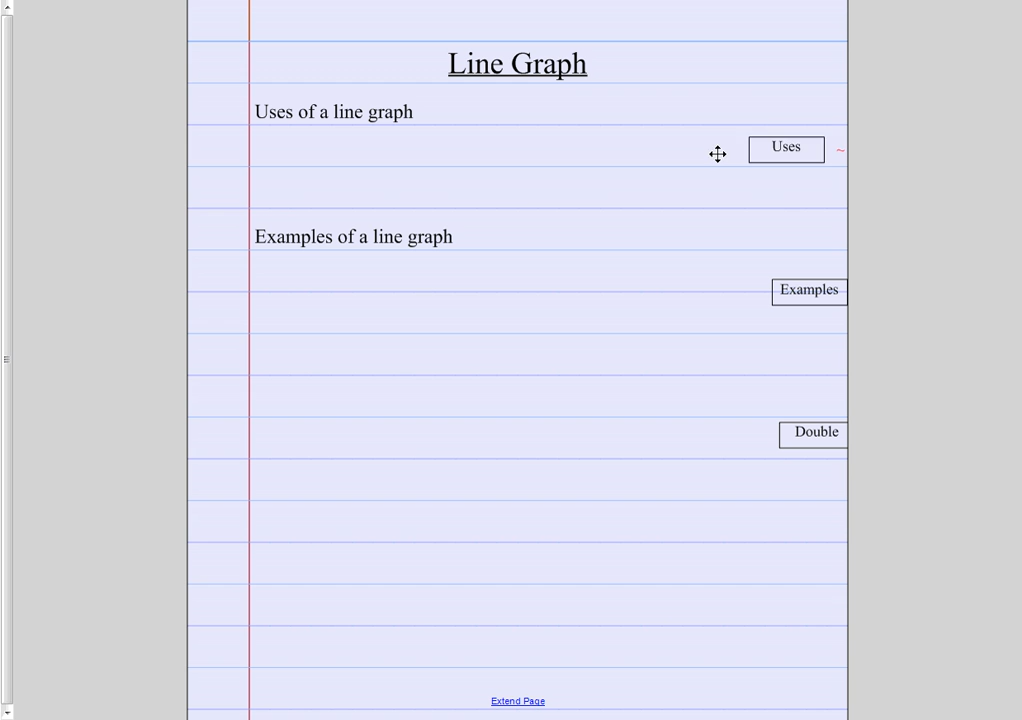 Line Graph
Uses of a line graph
Uses ~
Examples of a line graph
Examples
Double
Extend Page